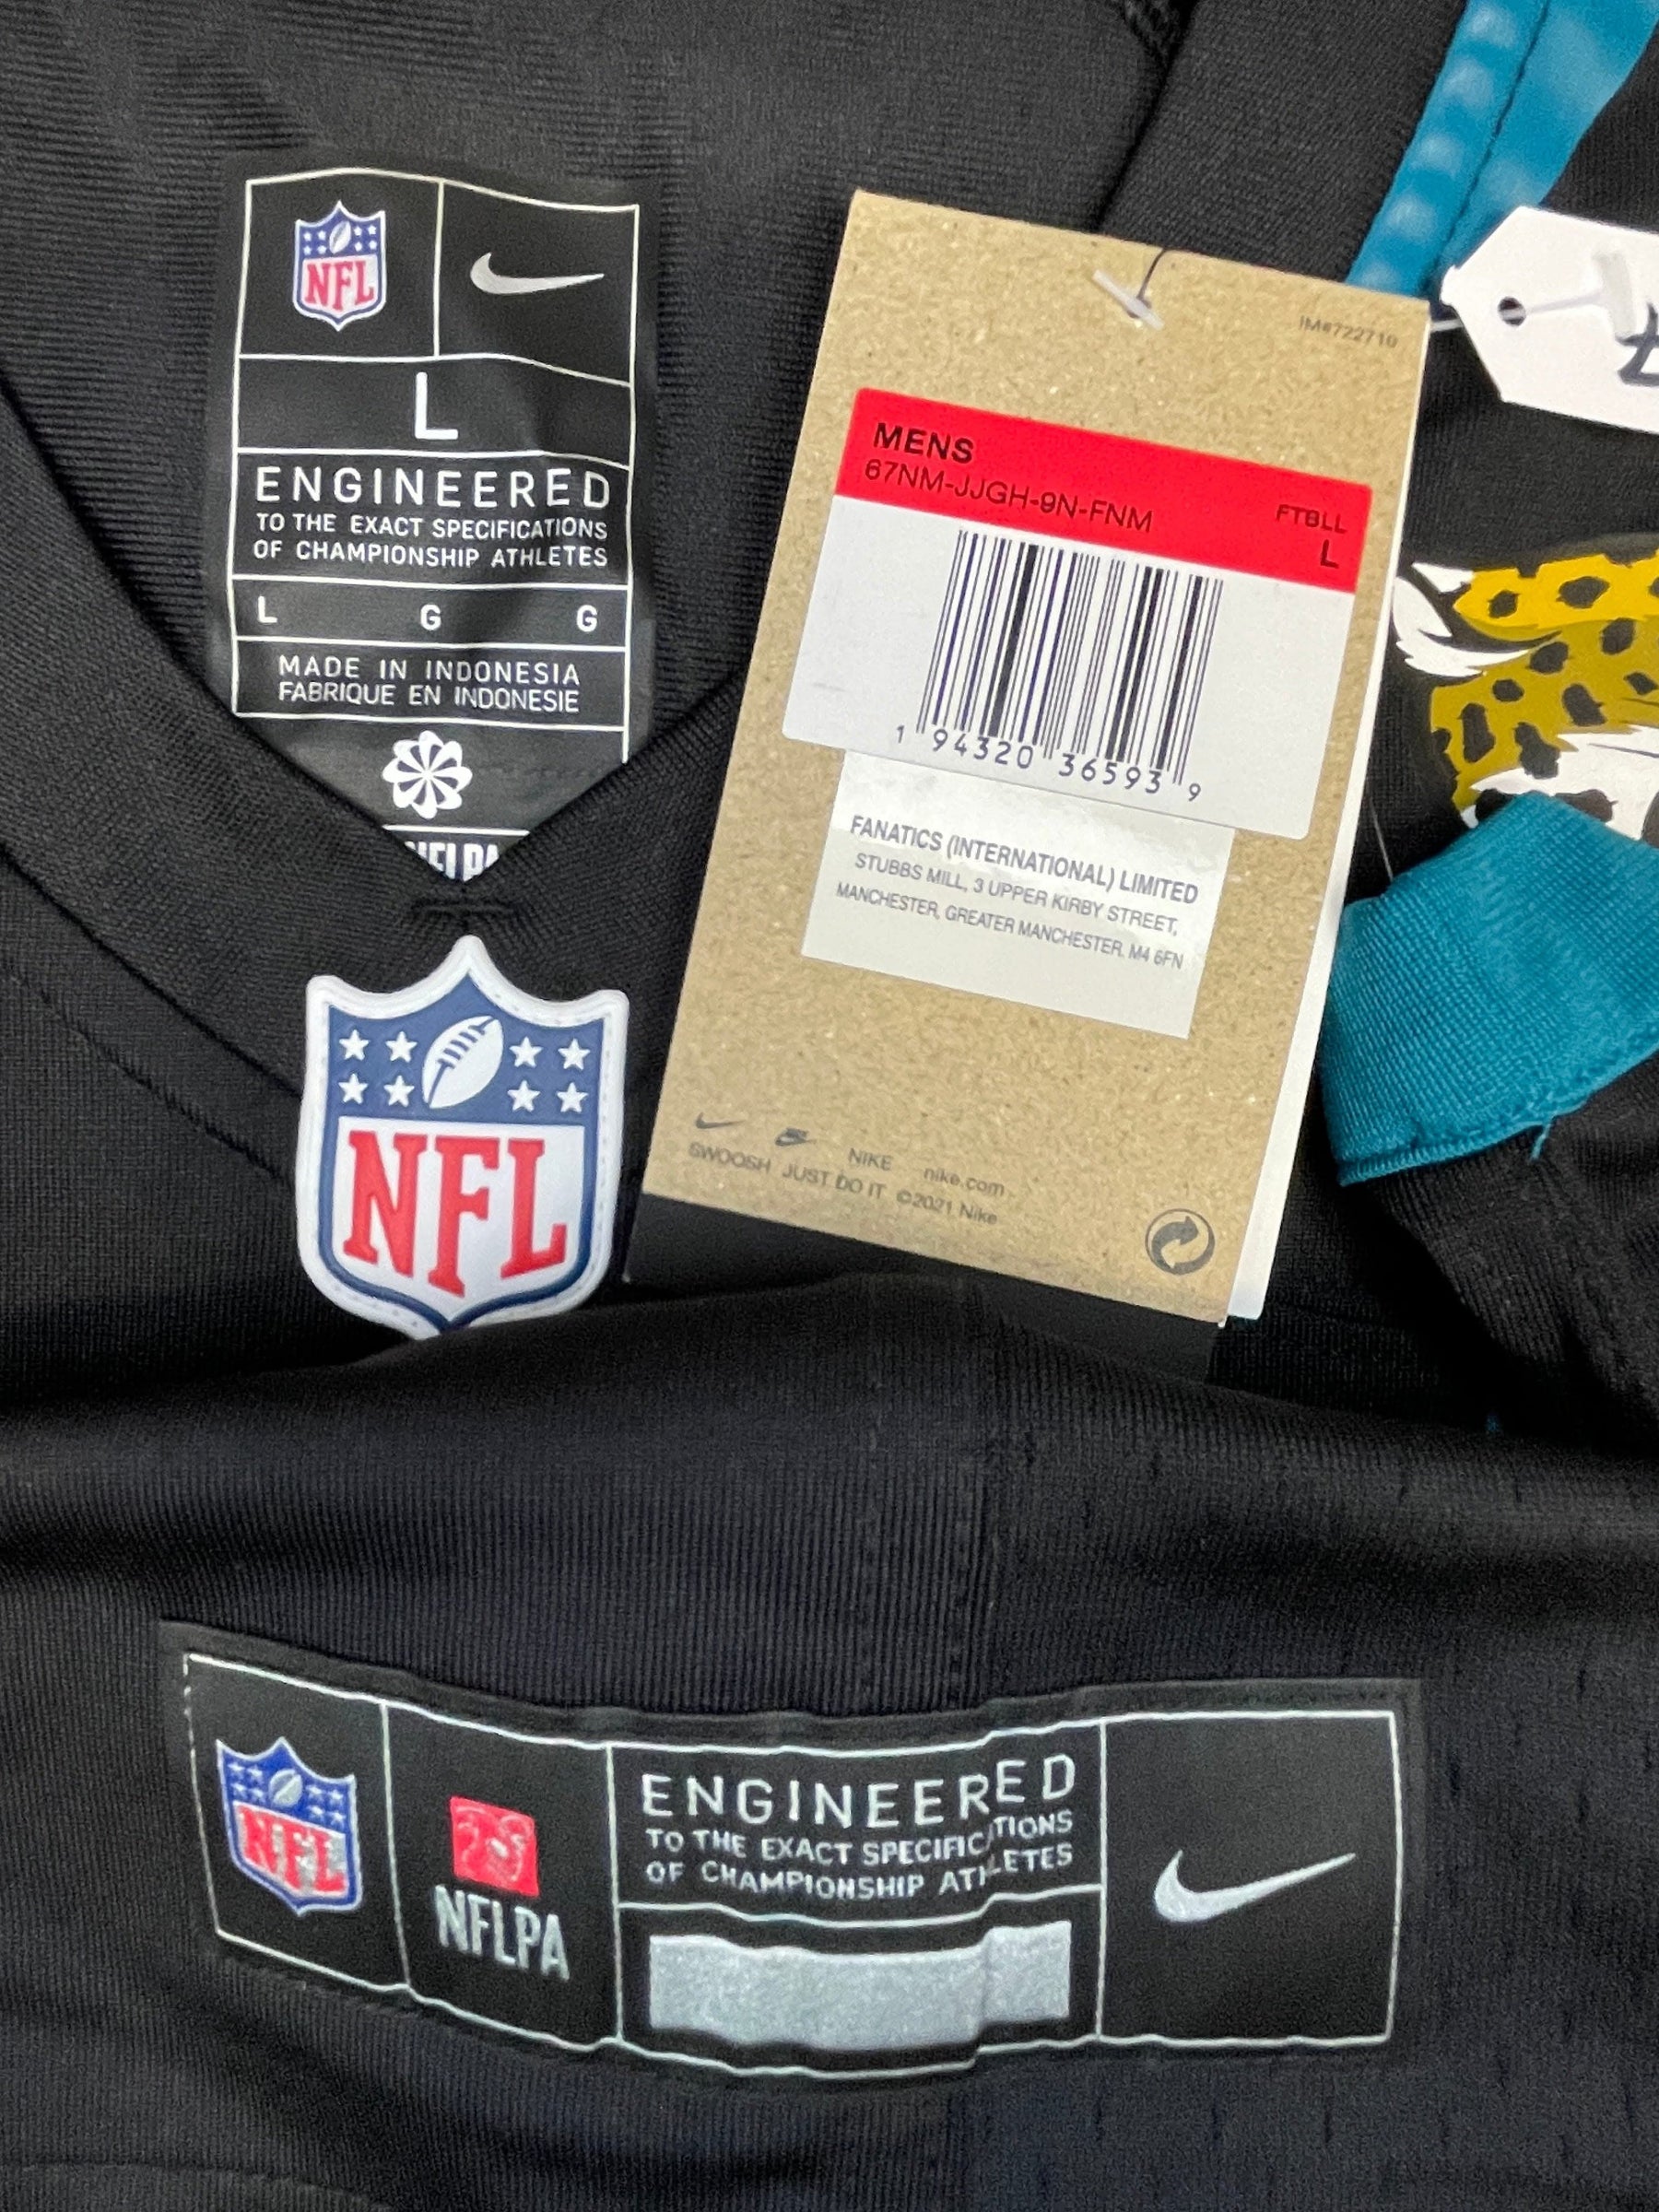 NFL
L
ENGINEERED
TO THE EXACT SPECIFICATIONS
OF CHAMPIONSHIP ATHLETES
L G G
MADE IN INDONESIA
FABRIQUE EN INDONESIE
IM#722710
MENS
67NM-JJGH-9N-FNM
FTBLL
L
1 94320 36593 9
FANATICS (INTERNATIONAL) LIMITED
STUBBS MILL, 3 UPPER KIRBY STREET,
MANCHESTER, GREATER MANCHESTER, M4 6FN
NIKE nike.com
SWOOSH JUST DO IT ©2021 Nike
NFL
NFL
NFLPA
ENGINEERED
TO THE EXACT SPECIFICATIONS
OF CHAMPIONSHIP ATHLETES